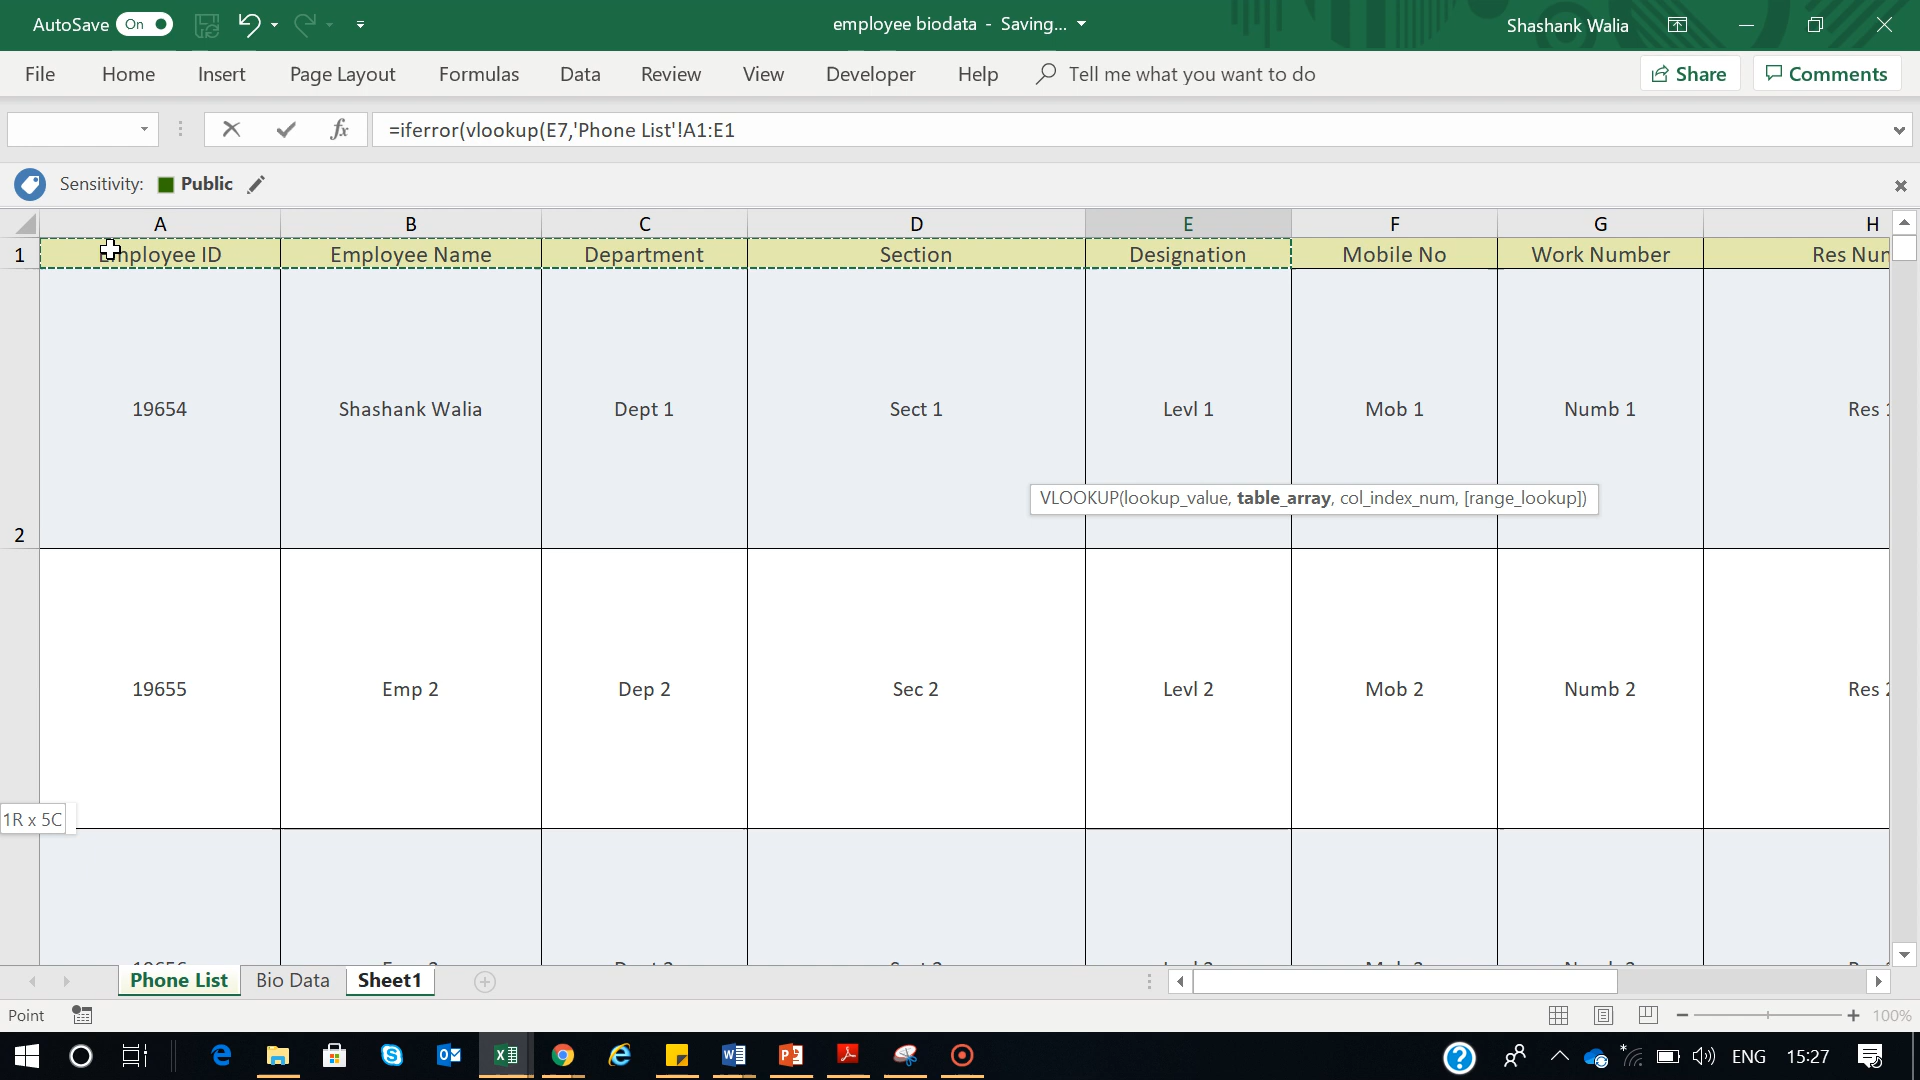 AutoSave On employee biodata - Saving... Shashank Walia
File Home Insert Page Layout Formulas Data Review View Developer Help Tell me what you want to do Share Comments
fx =iferror(vlookup(E7,'Phone List'!A1:E1
Sensitivity: Public
A B C D E F G H
1 Employee ID Employee Name Department Section Designation Mobile No Work Number Res Num
19654 Shashank Walia Dept 1 Sect 1 Levl 1 Mob 1 Numb 1 Res 1
VLOOKUP(lookup_value, table_array, col_index_num, [range_lookup])
2
19655 Emp 2 Dep 2 Sec 2 Levl 2 Mob 2 Numb 2 Res 2
1R x 5C
Phone List Bio Data Sheet1
Point 100%
ENG 15:27